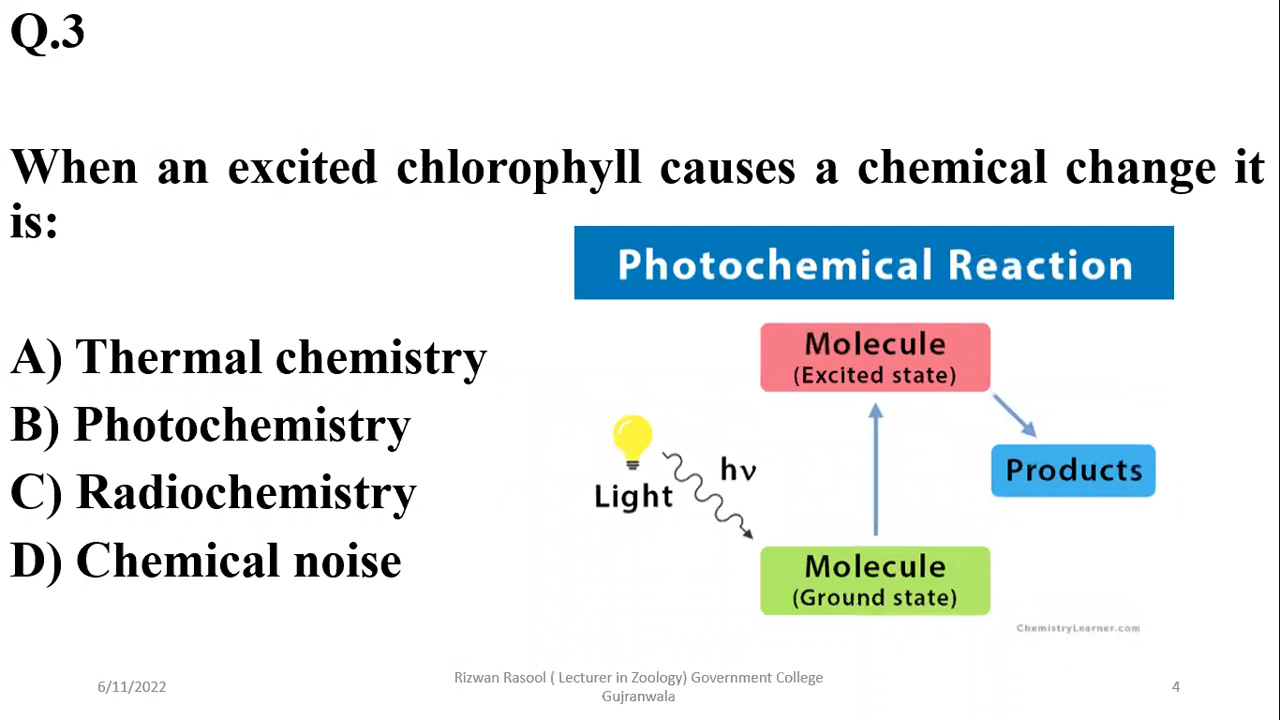 Q.3
When an excited chlorophyll causes a chemical change it
is:
Photochemical Reaction
A) Thermal chemistry
B) Photochemistry
C) Radiochemistry
D) Chemical noise
Molecule
(Excited state)
Products
hν
Light
Molecule
(Ground state)
ChemistryLearner.com
6/11/2022
Rizwan Rasool ( Lecturer in Zoology) Government College
Gujranwala
4